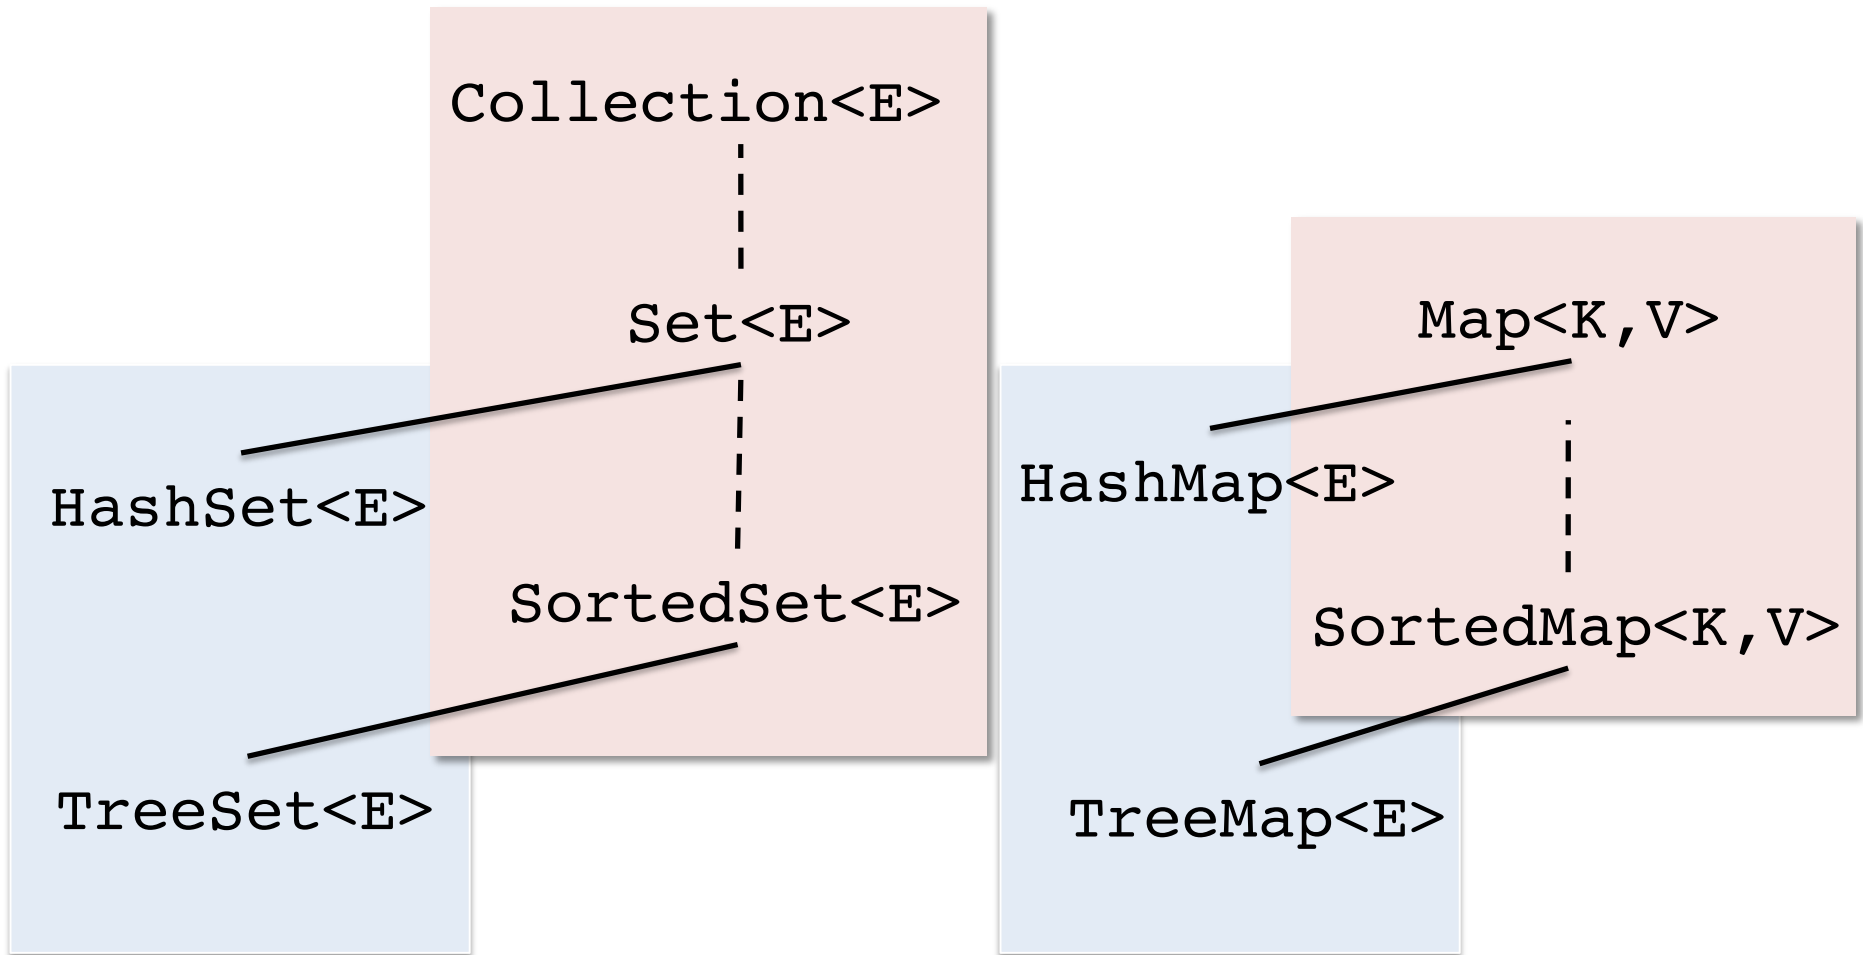 Collection<E>
Set<E>
HashSet<E>
SortedSet<E>
TreeSet<E>
Map<K,V>
HashMap<E>
SortedMap<K,V>
TreeMap<E>